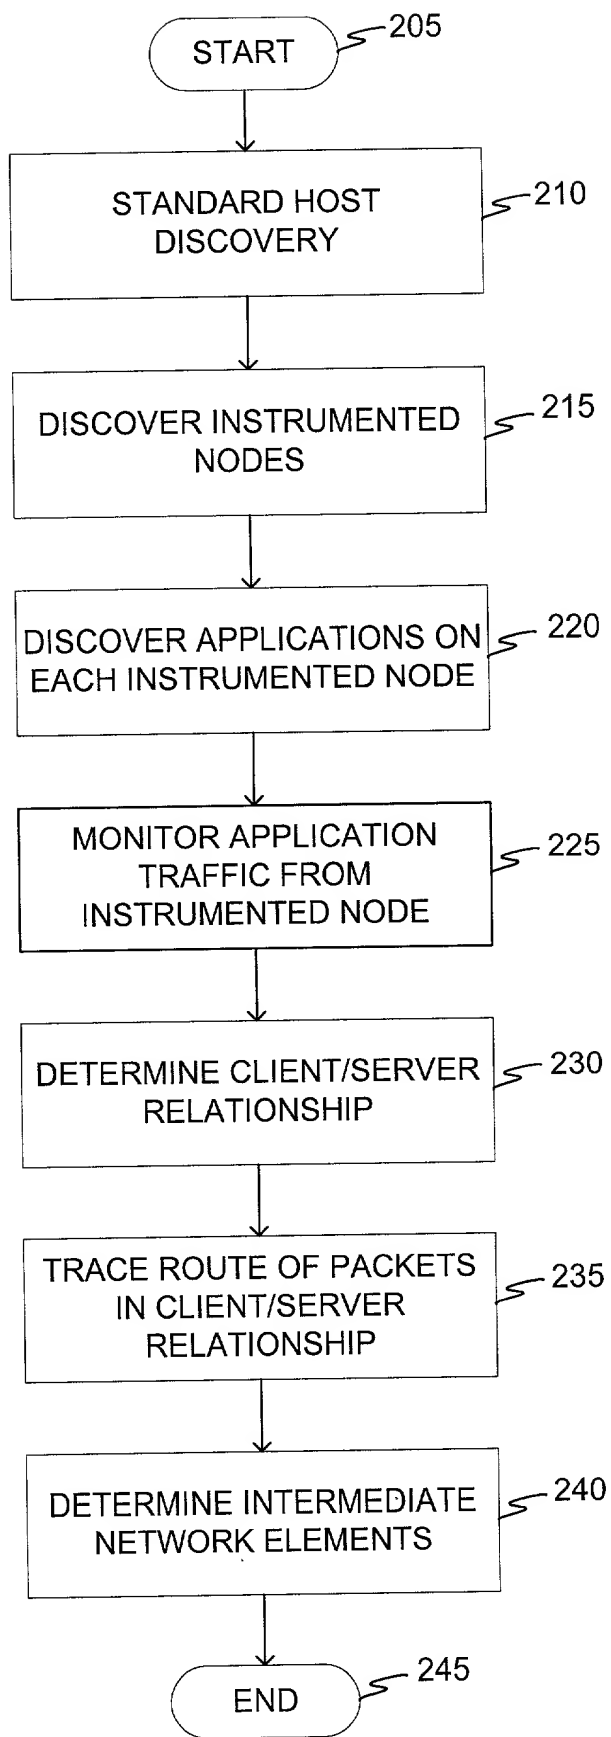 START
205
STANDARD HOST
DISCOVERY
210
DISCOVER INSTRUMENTED
NODES
215
DISCOVER APPLICATIONS ON
EACH INSTRUMENTED NODE
220
MONITOR APPLICATION
TRAFFIC FROM
INSTRUMENTED NODE
225
DETERMINE CLIENT/SERVER
RELATIONSHIP
230
TRACE ROUTE OF PACKETS
IN CLIENT/SERVER
RELATIONSHIP
235
DETERMINE INTERMEDIATE
NETWORK ELEMENTS
240
END
245